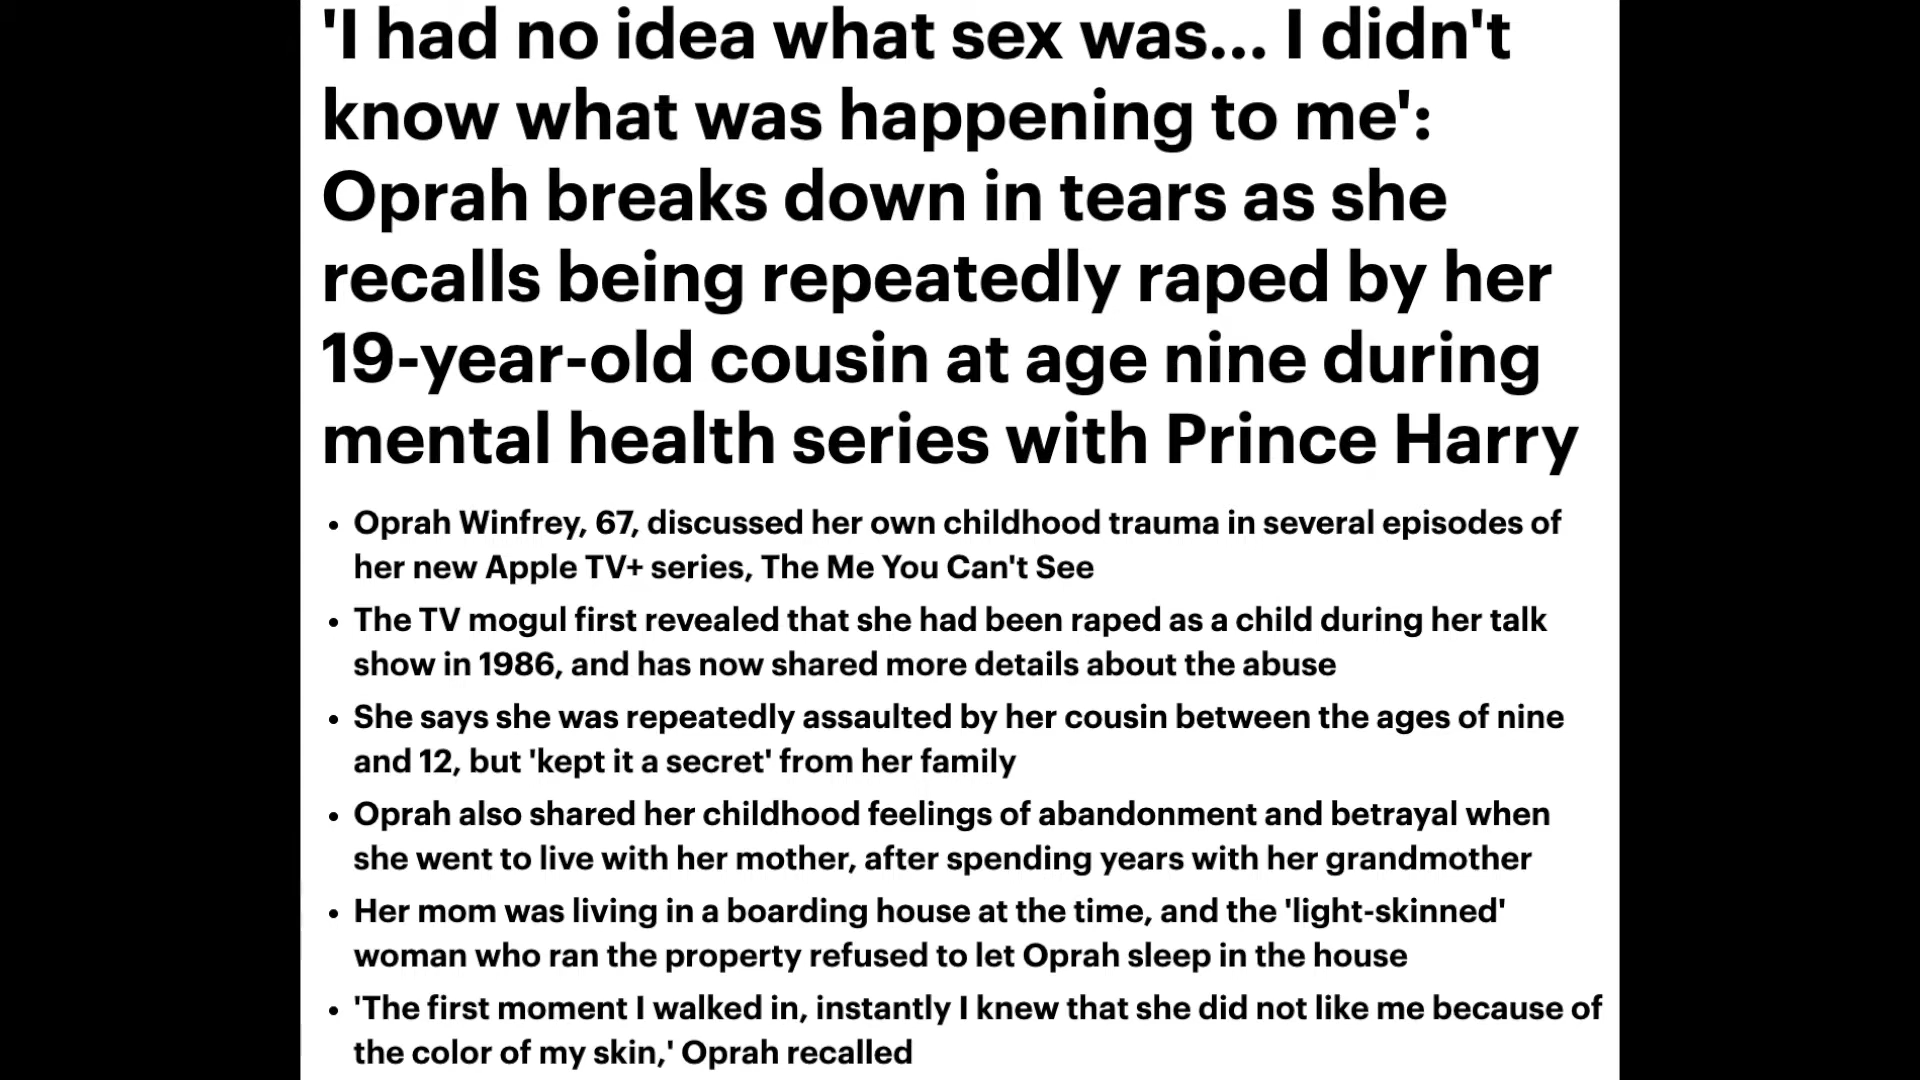 'I had no idea what sex was... I didn't
know what was happening to me':
Oprah breaks down in tears as she
recalls being repeatedly raped by her
19-year-old cousin at age nine during
mental health series with Prince Harry
• Oprah Winfrey, 67, discussed her own childhood trauma in several episodes of
her new Apple TV+ series, The Me You Can't See
• The TV mogul first revealed that she had been raped as a child during her talk
show in 1986, and has now shared more details about the abuse
• She says she was repeatedly assaulted by her cousin between the ages of nine
and 12, but 'kept it a secret' from her family
• Oprah also shared her childhood feelings of abandonment and betrayal when
she went to live with her mother, after spending years with her grandmother
• Her mom was living in a boarding house at the time, and the 'light-skinned'
woman who ran the property refused to let Oprah sleep in the house
• 'The first moment I walked in, instantly I knew that she did not like me because of
the color of my skin,' Oprah recalled